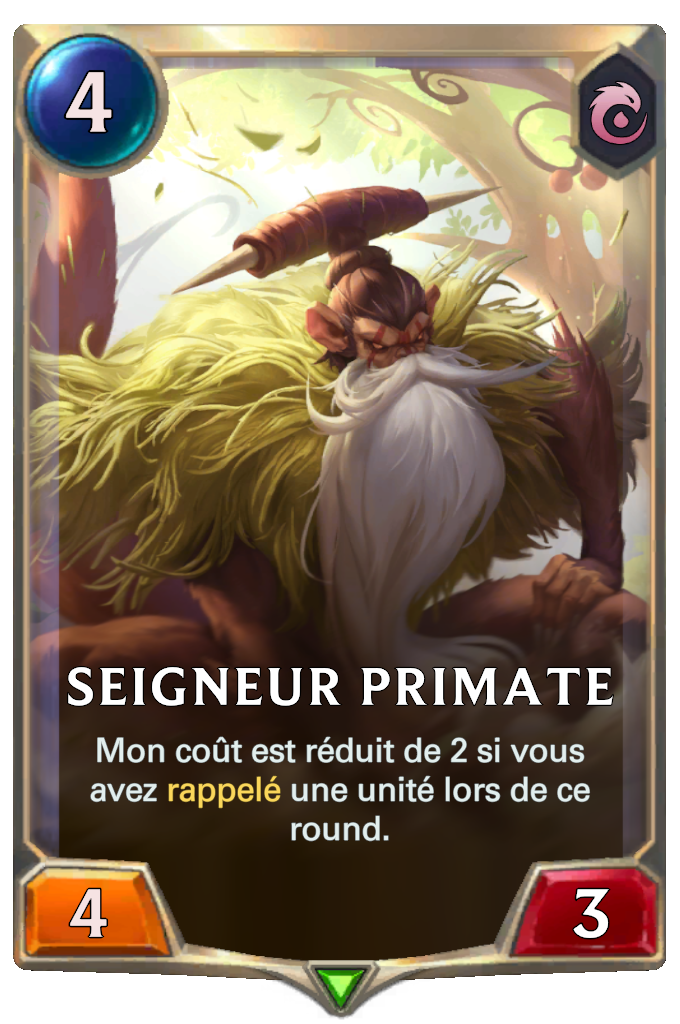 4
SEIGNEUR PRIMATE
Mon coût est réduit de 2 si vous
avez rappelé une unité lors de ce
round.
4
3